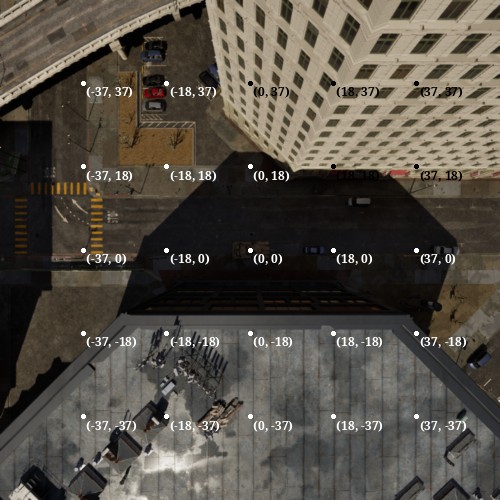 (-37, 37) (-18, 37) (0, 37) (18, 37) (37, 37)
(-37, 18) (-18, 18) (0, 18) (18, 18) (37, 18)
(-37, 0) (-18, 0) (0, 0) (18, 0) (37, 0)
(-37, -18) (-18, -18) (0, -18) (18, -18) (37, -18)
(-37, -37) (-18, -37) (0, -37) (18, -37) (37, -37)